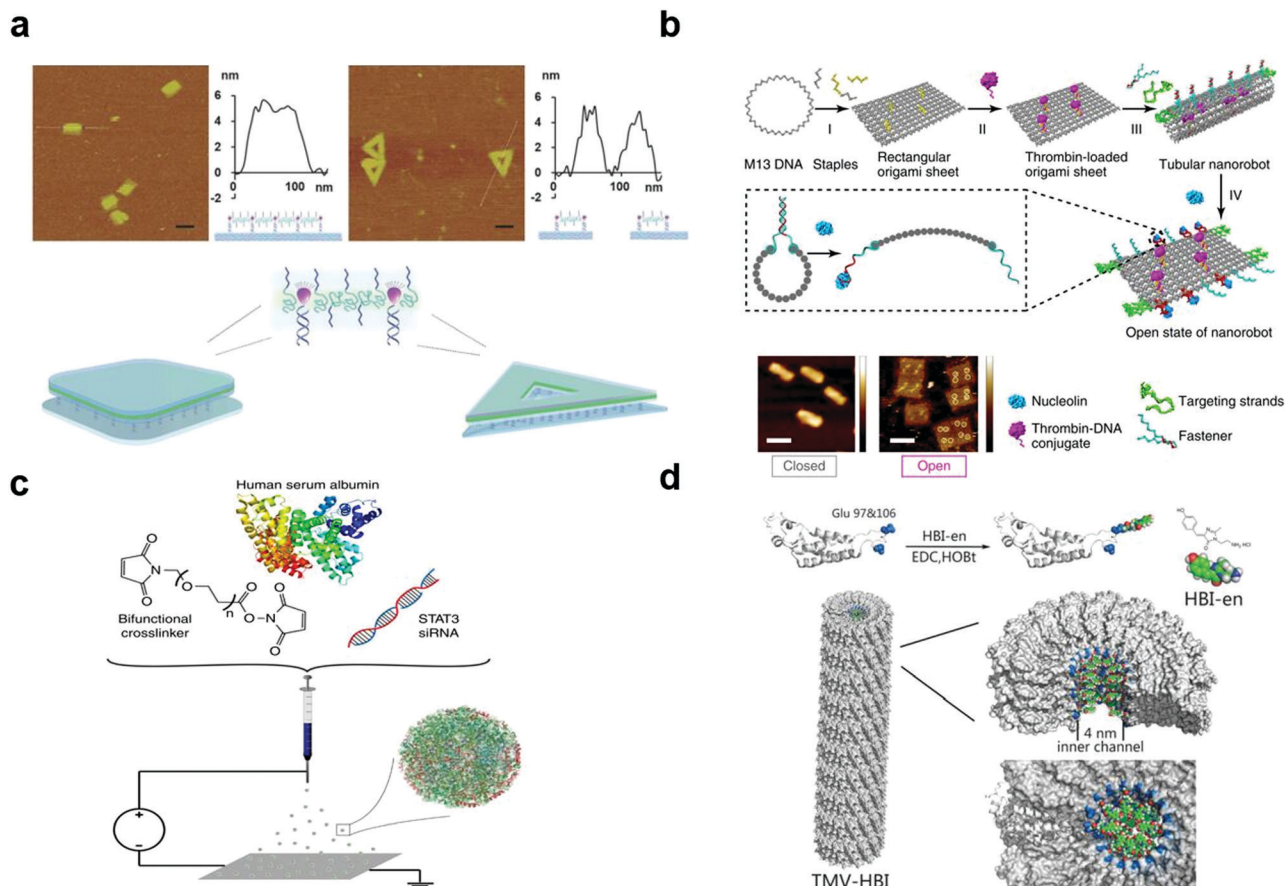 a
nm
6
4
2
0
-2
0
100
nm
nm
6
4
2
0
-2
0
100
nm
b
I
II
III
M13 DNA
Staples
Rectangular
origami sheet
Thrombin-loaded
origami sheet
Tubular nanorobot
IV
Open state of nanorobot
Closed
Open
Nucleolin
Thrombin-DNA
conjugate
Targeting strands
Fastener
c
Human serum albumin
N
O
O
O
n
O
O
N
O
O
Bifunctional
crosslinker
STAT3
siRNA
+
−
d
Glu 97&106
HBI-en
EDC,HOBt
HO
N
N
O
NH2·HCl
HBI-en
4 nm
inner channel
TMV-HBI